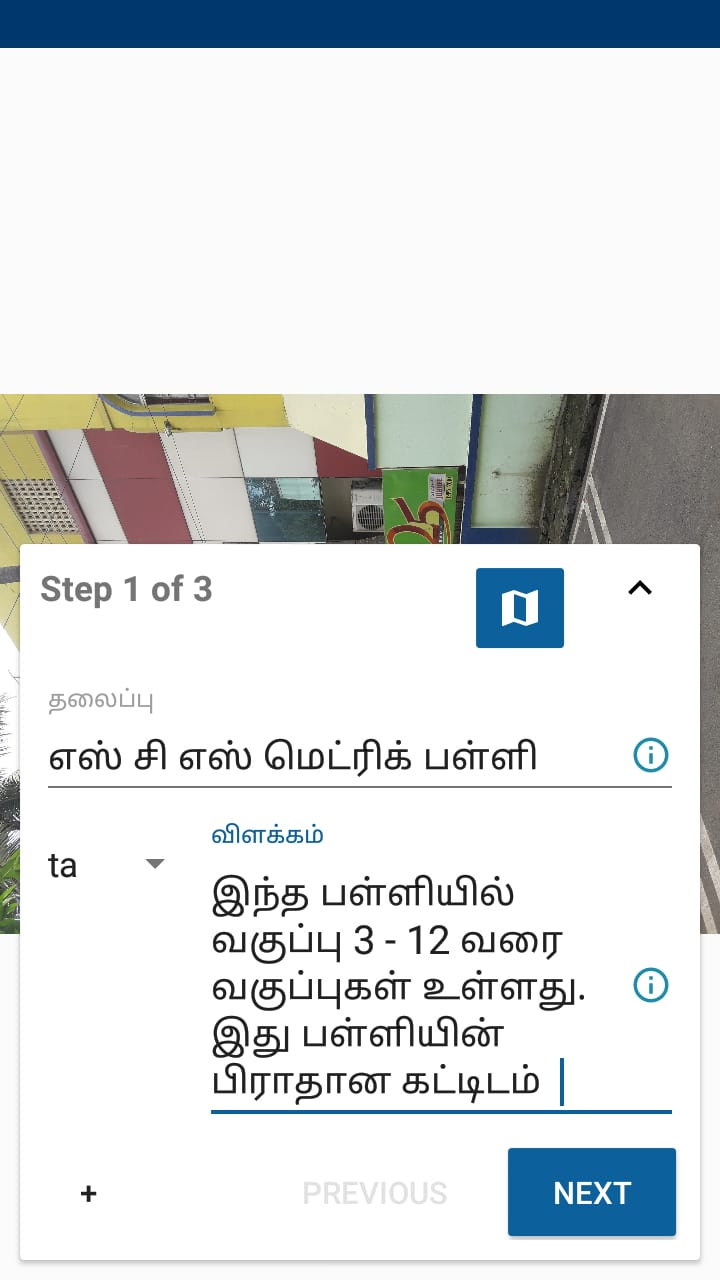 Step 1 of 3
தலைப்பு
எஸ் சி எஸ் மெட்ரிக் பள்ளி
விளக்கம்
ta
இந்த பள்ளியில்
வகுப்பு 3 - 12 வரை
வகுப்புகள் உள்ளது.
இது பள்ளியின்
பிராதான கட்டிடம்
+
PREVIOUS
NEXT